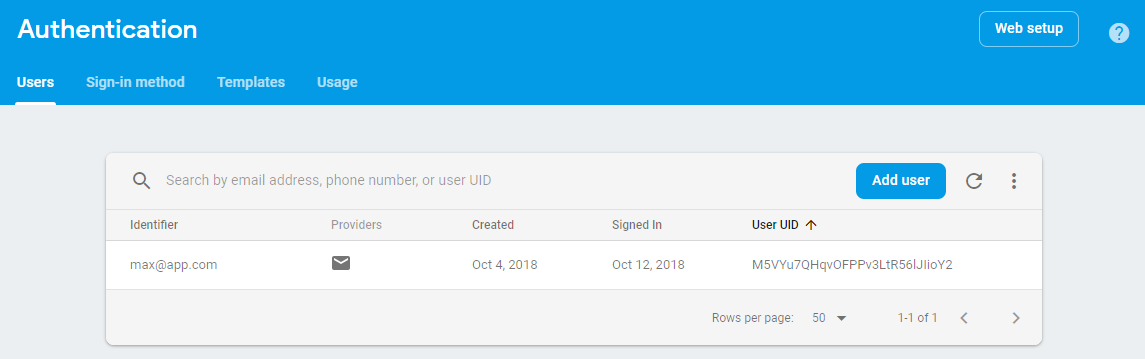 Authentication
Web setup
Users Sign-in method Templates Usage
Search by email address, phone number, or user UID
Add user
Identifier Providers Created Signed In User UID
max@app.com Oct 4, 2018 Oct 12, 2018 M5VYu7QHqvOFPPv3LtR56lJIioY2
Rows per page: 50 1-1 of 1